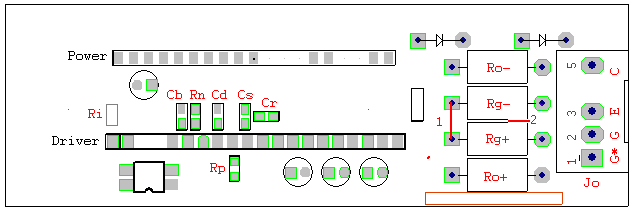 Power
Ro-
5
C
Cb Rn Cd Cs Cr
Rg-
Ri
1
2
3
E
Driver
Rg+
2
G
Rp
Ro+
1
G*
Jo